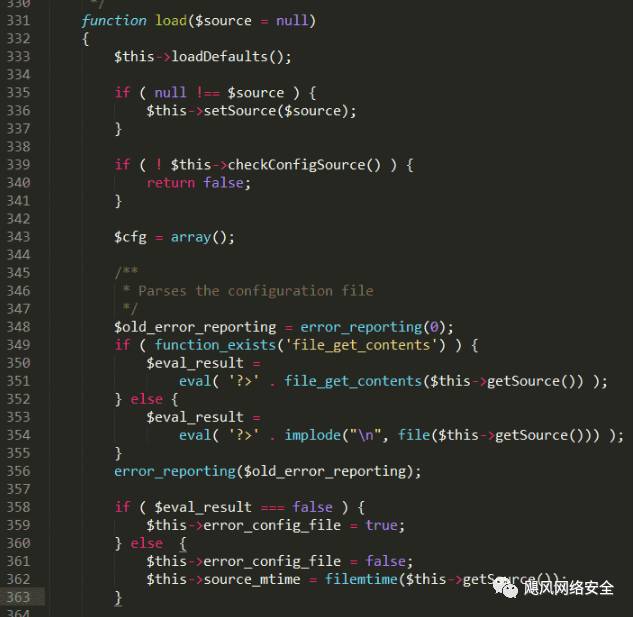 330      */
331     function load($source = null)
332     {
333         $this->loadDefaults();
334
335         if ( null !== $source ) {
336             $this->setSource($source);
337         }
338
339         if ( ! $this->checkConfigSource() ) {
340             return false;
341         }
342
343         $cfg = array();
344
345         /**
346          * Parses the configuration file
347          */
348         $old_error_reporting = error_reporting(0);
349         if ( function_exists('file_get_contents') ) {
350             $eval_result =
351                 eval( '?>' . file_get_contents($this->getSource()) );
352         } else {
353             $eval_result =
354                 eval( '?>' . implode("\n", file($this->getSource())) );
355         }
356         error_reporting($old_error_reporting);
357
358         if ( $eval_result === false ) {
359             $this->error_config_file = true;
360         } else  {
361             $this->error_config_file = false;
362             $this->source_mtime = filemtime($this->getSource());
363         }
364
飓风网络安全